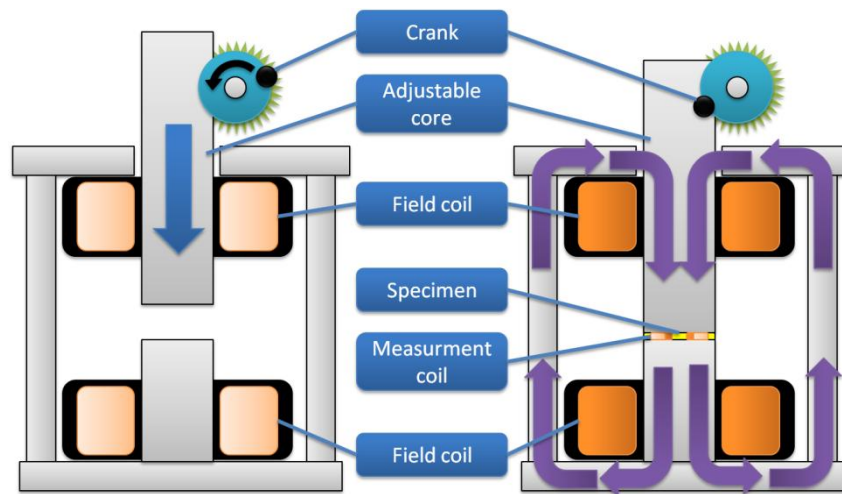 Crank
Adjustable
core
Field coil
Specimen
Measurment
coil
Field coil